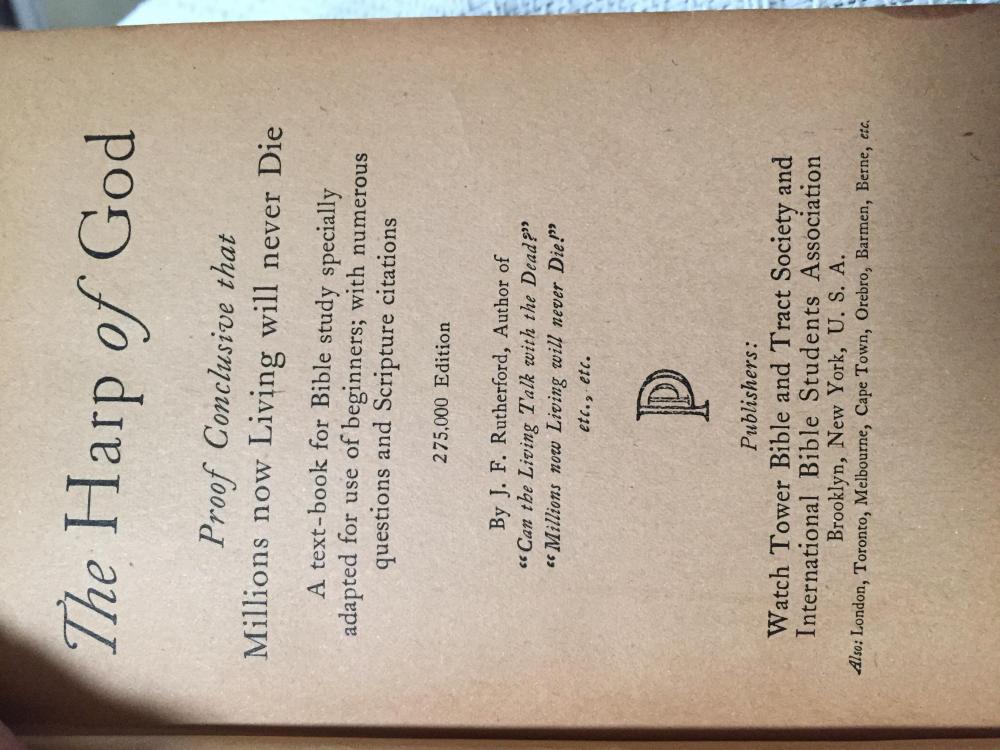 The Harp of God
Proof Conclusive that
Millions now Living will never Die
A text-book for Bible study specially
adapted for use of beginners; with numerous
questions and Scripture citations
275,000 Edition
By J. F. Rutherford, Author of
“Can the Living Talk with the Dead?”
“Millions now Living will never Die!”
etc., etc.
P
Publishers:
Watch Tower Bible and Tract Society and
International Bible Students Association
Brooklyn, New York, U. S. A.
Also: London, Toronto, Melbourne, Cape Town, Orebro, Barmen, Berne, etc.